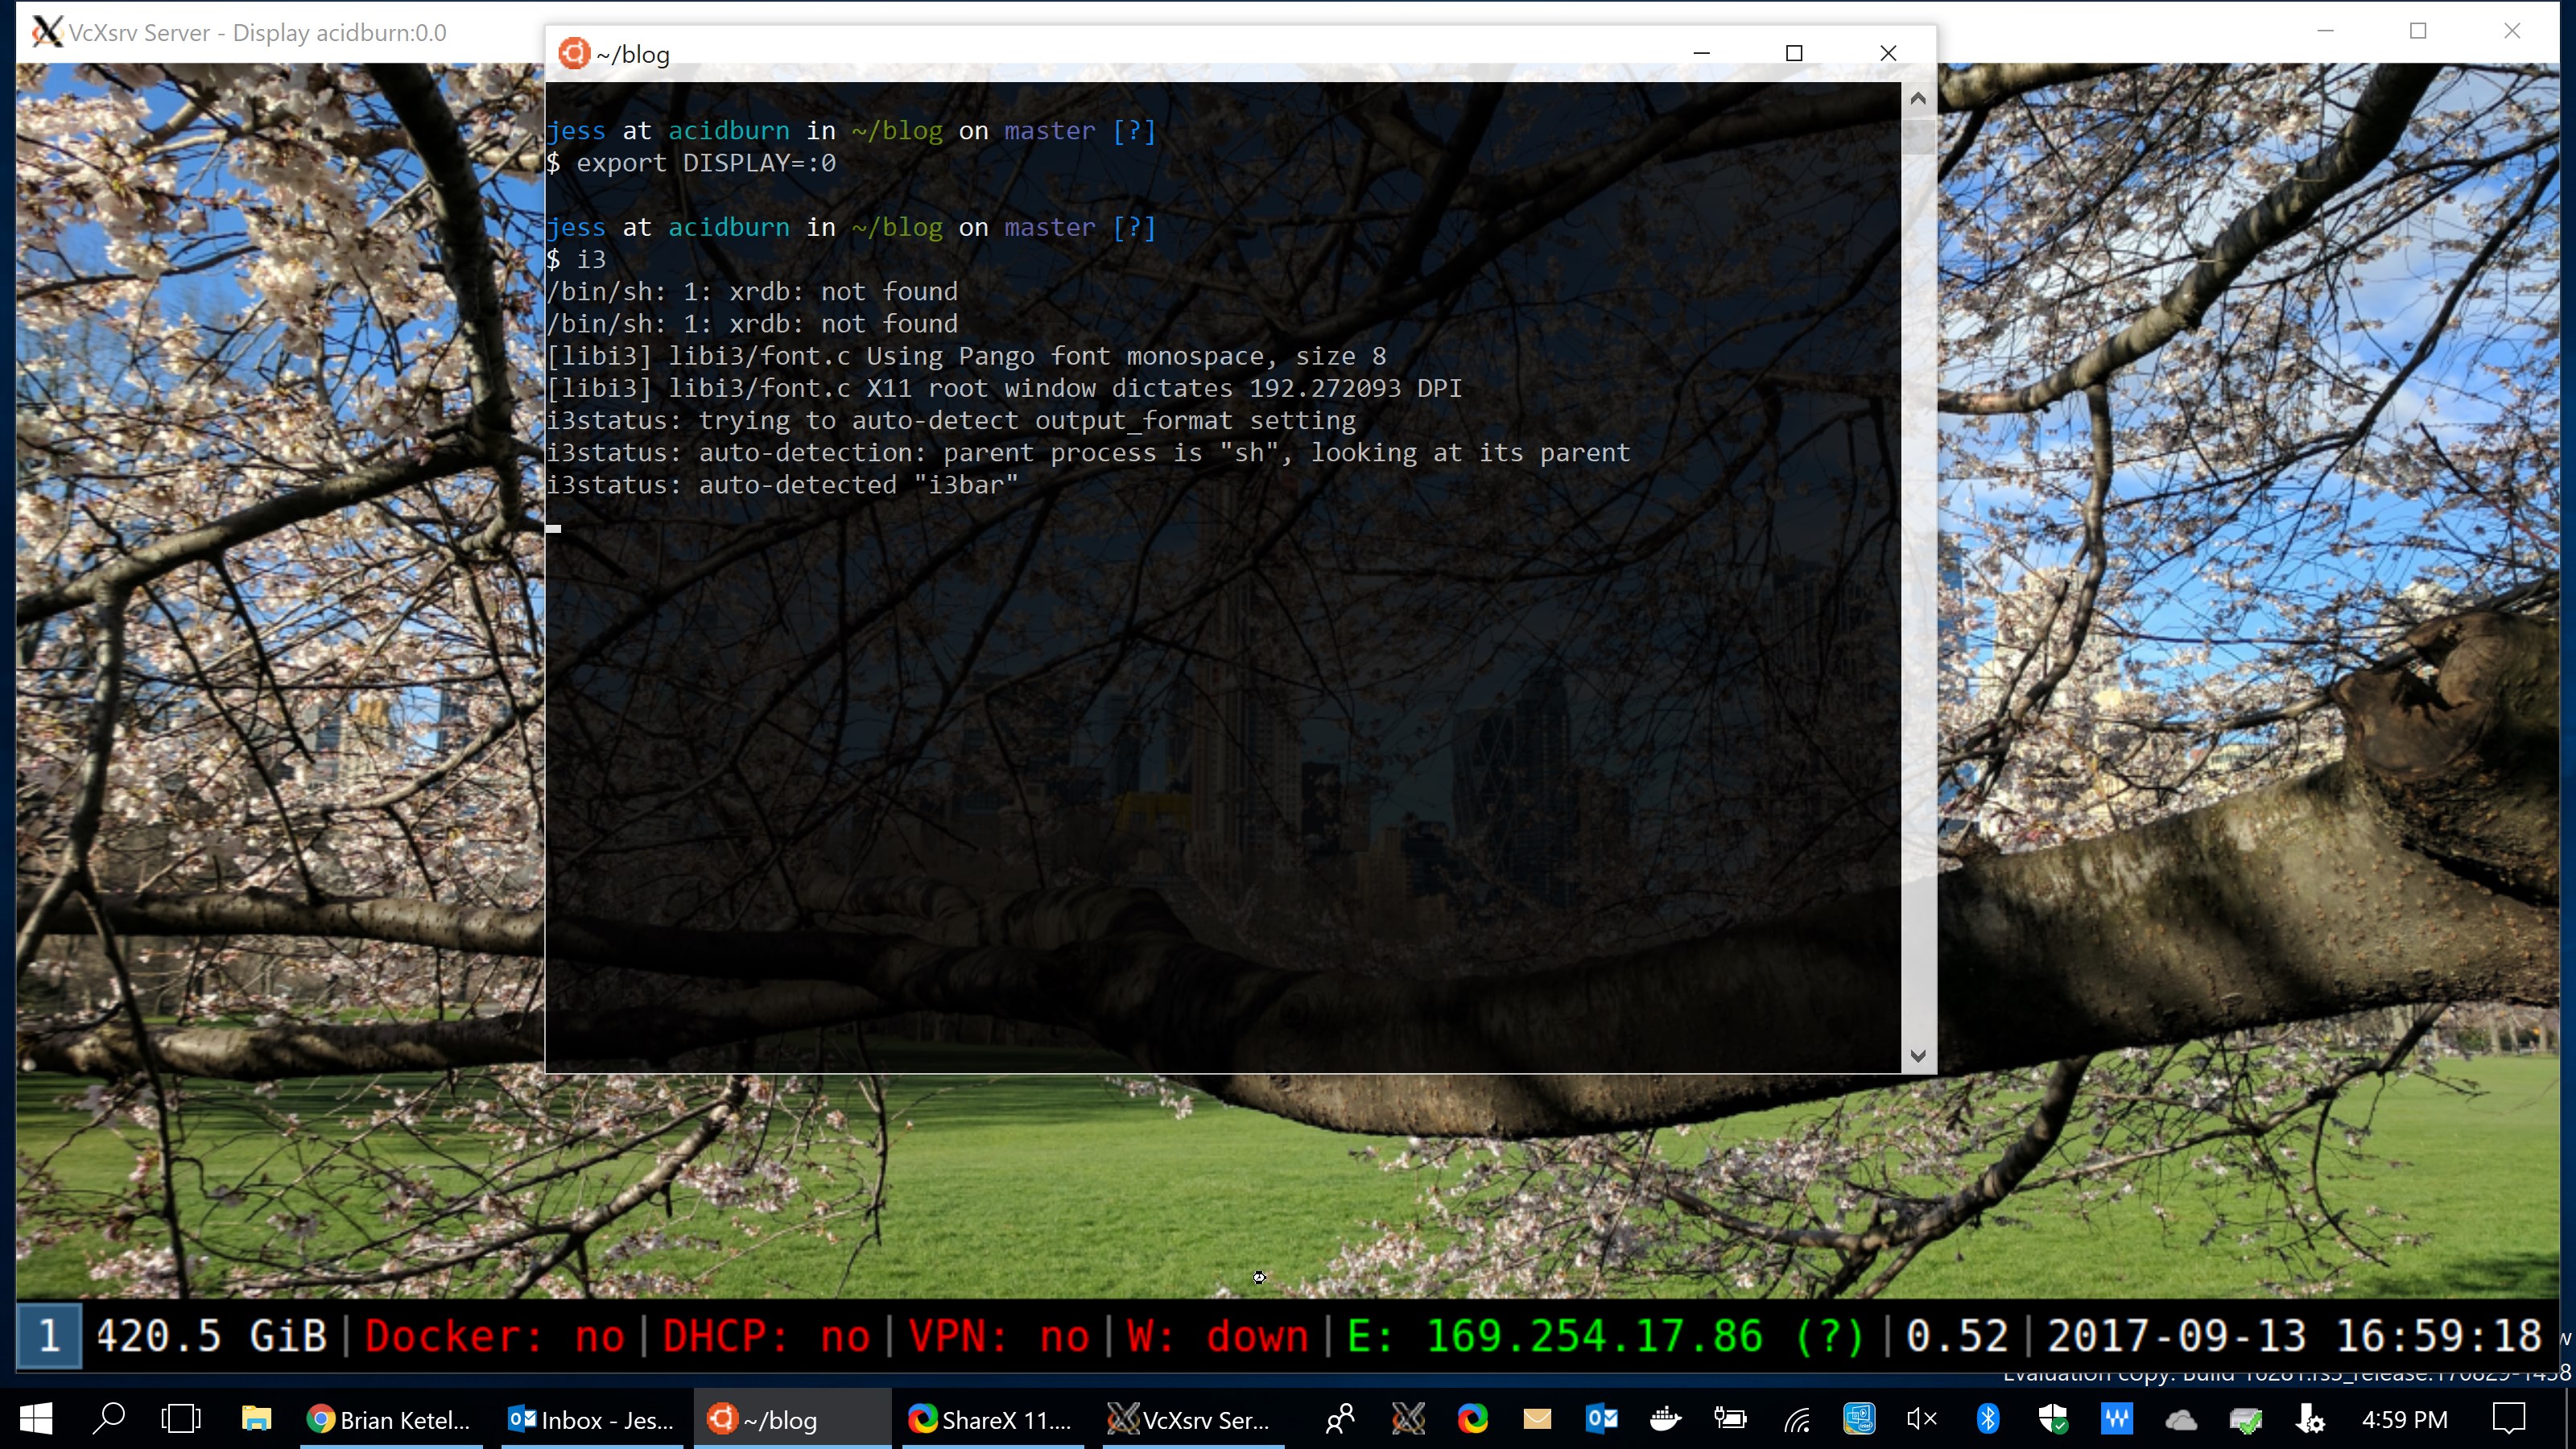 VcXsrv Server - Display acidburn:0.0
~/blog
jess at acidburn in ~/blog on master [?]
$ export DISPLAY=:0
jess at acidburn in ~/blog on master [?]
$ i3
/bin/sh: 1: xrdb: not found
/bin/sh: 1: xrdb: not found
[libi3] libi3/font.c Using Pango font monospace, size 8
[libi3] libi3/font.c X11 root window dictates 192.272093 DPI
i3status: trying to auto-detect output_format setting
i3status: auto-detection: parent process is "sh", looking at its parent
i3status: auto-detected "i3bar"
1 420.5 GiB|Docker: no|DHCP: no|VPN: no|W: down|E: 169.254.17.86 (?)|0.52|2017-09-13 16:59:18
Evaluation copy. Build 16281.rs3_release.170829-1438
Brian Ketel... Inbox - Jes... ~/blog ShareX 11.... VcXsrv Ser... 4:59 PM